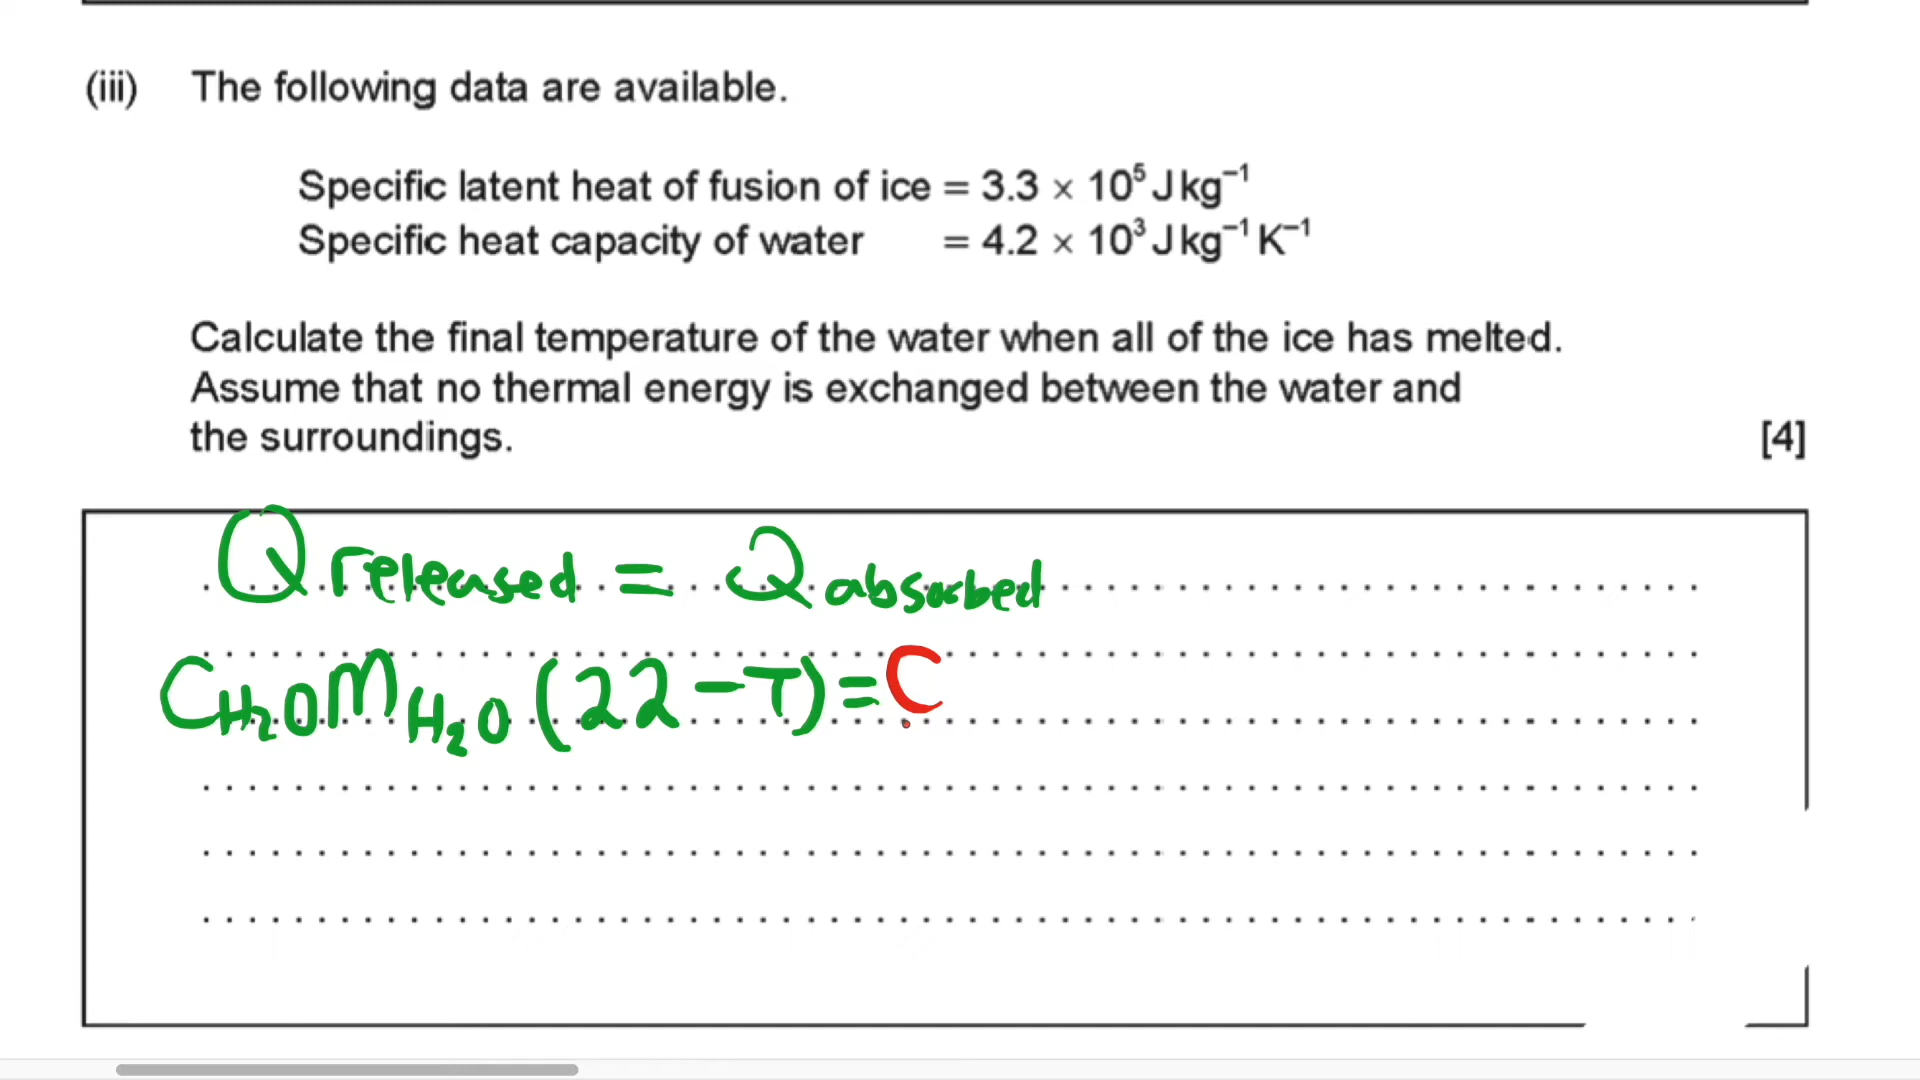 (iii) The following data are available.
Specific latent heat of fusion of ice = 3.3 × 10⁵ J kg⁻¹
Specific heat capacity of water = 4.2 × 10³ J kg⁻¹ K⁻¹
Calculate the final temperature of the water when all of the ice has melted.
Assume that no thermal energy is exchanged between the water and
the surroundings. [4]
Q released = Q absorbed
C H₂O M H₂O (22 − T) = C